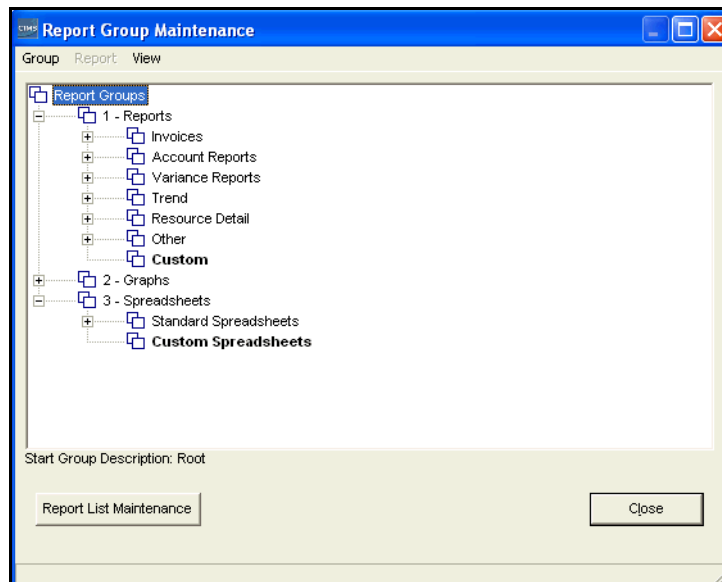 CIMS Report Group Maintenance
Group Report View
Report Groups
1 - Reports
Invoices
Account Reports
Variance Reports
Trend
Resource Detail
Other
Custom
2 - Graphs
3 - Spreadsheets
Standard Spreadsheets
Custom Spreadsheets
Start Group Description: Root
Report List Maintenance Close